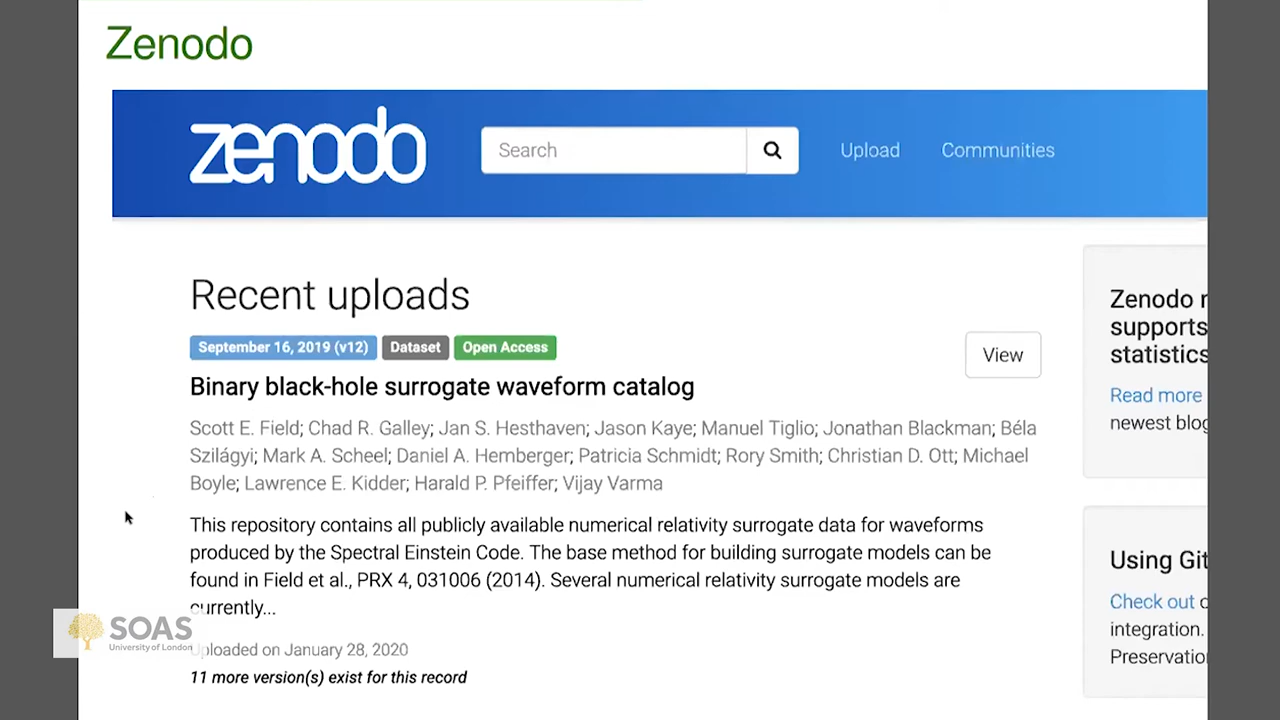 Zenodo
zenodo
Search
Upload
Communities
Recent uploads
September 16, 2019 (v12) Dataset Open Access
View
Binary black-hole surrogate waveform catalog
Scott E. Field; Chad R. Galley; Jan S. Hesthaven; Jason Kaye; Manuel Tiglio; Jonathan Blackman; Béla
Szilágyi; Mark A. Scheel; Daniel A. Hemberger; Patricia Schmidt; Rory Smith; Christian D. Ott; Michael
Boyle; Lawrence E. Kidder; Harald P. Pfeiffer; Vijay Varma
This repository contains all publicly available numerical relativity surrogate data for waveforms
produced by the Spectral Einstein Code. The base method for building surrogate models can be
found in Field et al., PRX 4, 031006 (2014). Several numerical relativity surrogate models are
currently...
Uploaded on January 28, 2020
11 more version(s) exist for this record
Zenodo n
supports
statistics
Read more
newest blog
Using Git
Check out o
integration.
Preservatio
SOAS
University of London